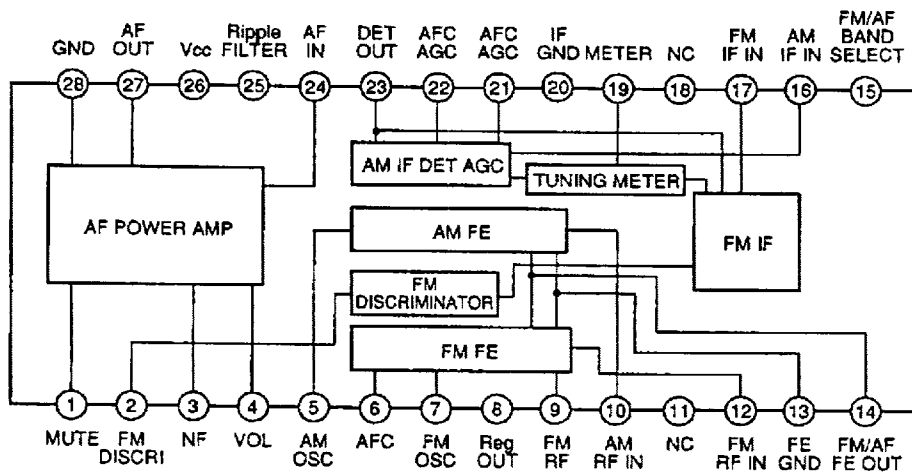 GND
AF
OUT
Vcc
Ripple
FILTER
AF
IN
DET
OUT
AFC
AGC
AFC
AGC
IF
GND
METER
NC
FM
IF IN
AM
IF IN
FM/AF
BAND
SELECT
28
27
26
25
24
23
22
21
20
19
18
17
16
15
AM IF DET AGC
TUNING METER
AF POWER AMP
AM FE
FM IF
FM
DISCRIMINATOR
FM FE
1
2
3
4
5
6
7
8
9
10
11
12
13
14
MUTE
FM
DISCRI
NF
VOL
AM
OSC
AFC
FM
OSC
Reg
OUT
FM
RF
AM
RF IN
NC
FM
RF IN
FE
GND
FM/AF
FE OUT